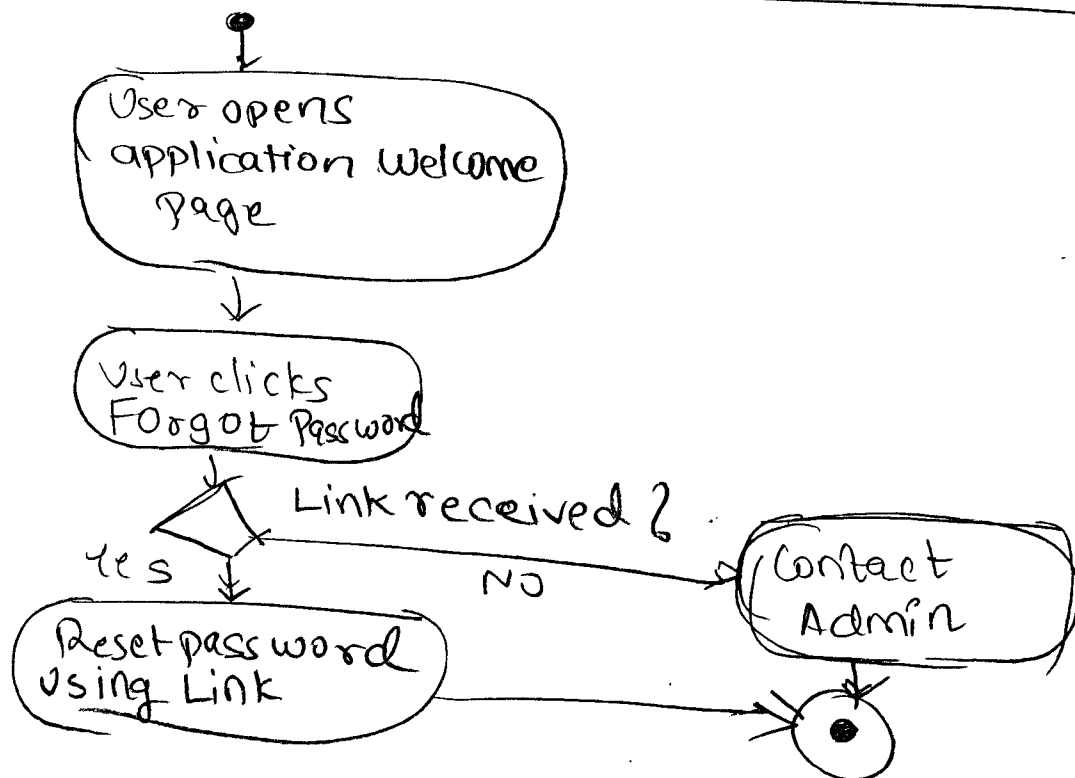 User opens
application Welcome
Page
User clicks
Forgot Password
Link received ?
Yes
No
Contact
Admin
Reset password
using Link